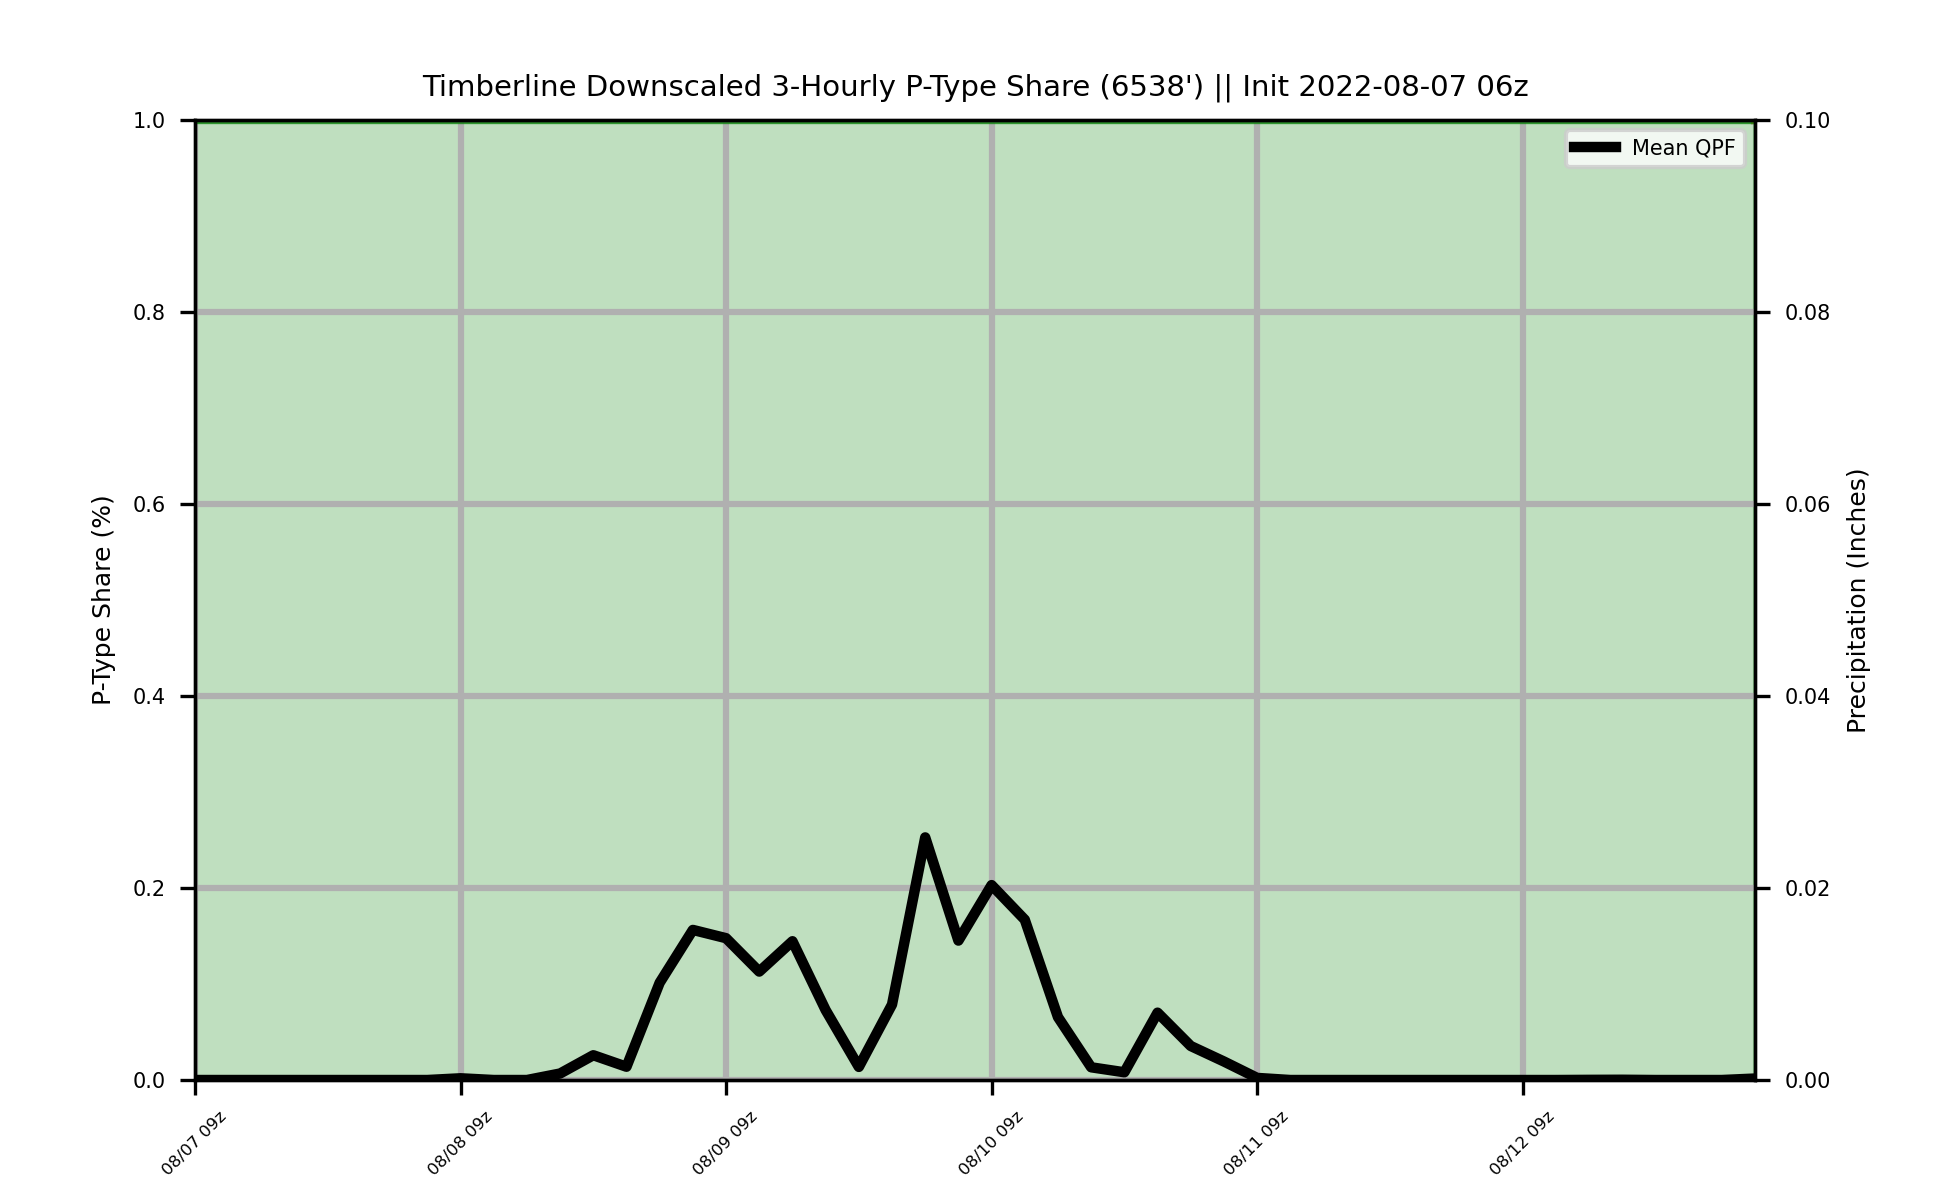 Timberline Downscaled 3-Hourly P-Type Share (6538') || Init 2022-08-07 06z
Mean QPF
P-Type Share (%)
1.0
0.8
0.6
0.4
0.2
0.0
0.10
0.08
0.06
0.04
0.02
0.00
Precipitation (Inches)
08/07 09z
08/08 09z
08/09 09z
08/10 09z
08/11 09z
08/12 09z